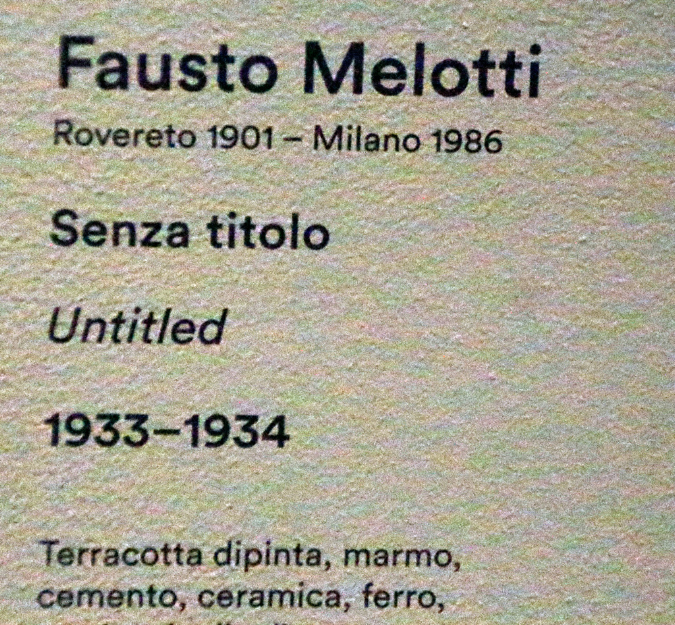 Fausto Melotti
Rovereto 1901 – Milano 1986
Senza titolo
Untitled
1933–1934
Terracotta dipinta, marmo,
cemento, ceramica, ferro,